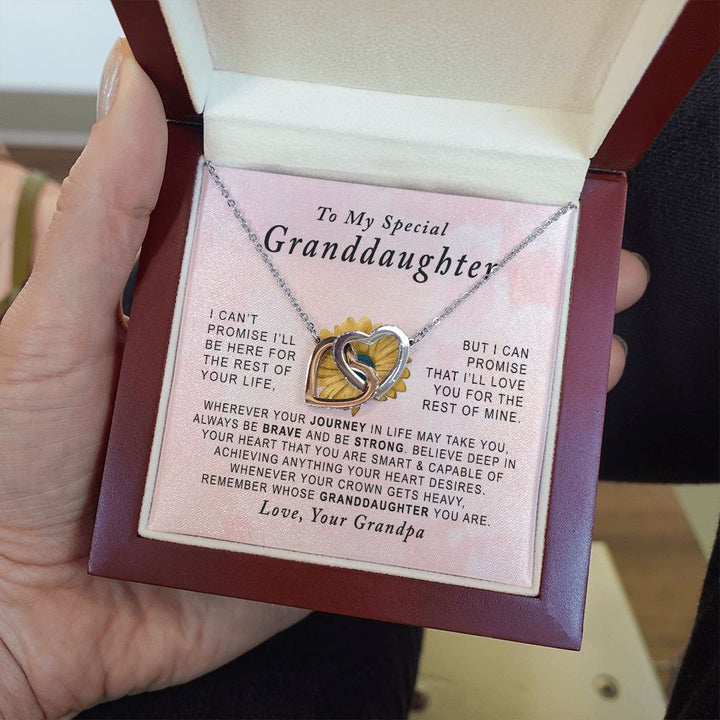 To My Special
Granddaughter
I CAN'T
PROMISE I'LL
BE HERE FOR
THE REST OF
YOUR LIFE,
BUT I CAN
PROMISE
THAT I'LL LOVE
YOU FOR THE
REST OF MINE.
WHEREVER YOUR JOURNEY IN LIFE MAY TAKE YOU,
ALWAYS BE BRAVE AND BE STRONG. BELIEVE DEEP IN
YOUR HEART THAT YOU ARE SMART & CAPABLE OF
ACHIEVING ANYTHING YOUR HEART DESIRES.
WHENEVER YOUR CROWN GETS HEAVY,
REMEMBER WHOSE GRANDDAUGHTER YOU ARE.
Love, Your Grandpa